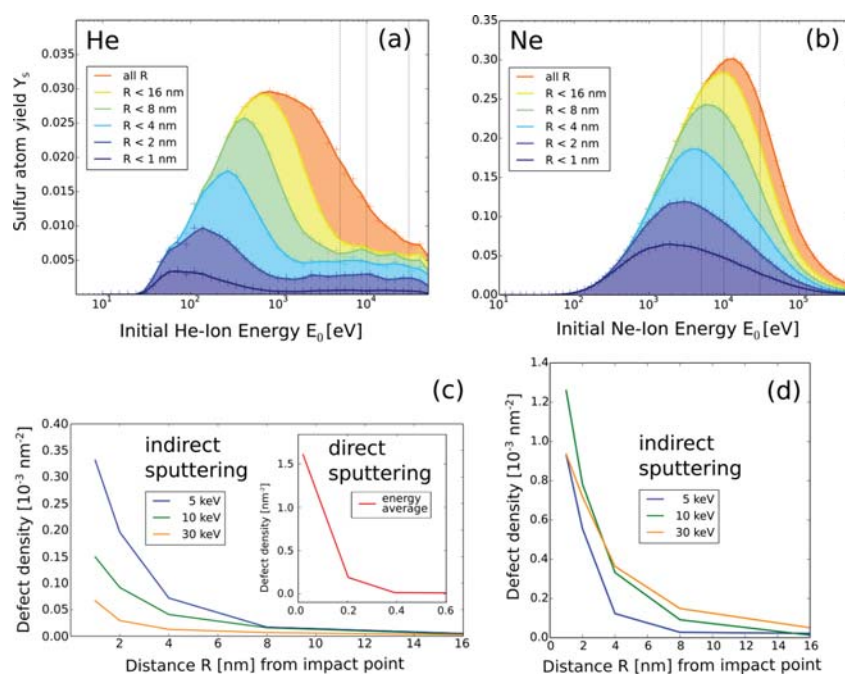 He
(a)
0.035
0.030
0.025
0.020
0.015
0.010
0.005
Sulfur atom yield Yₛ
all R
R < 16 nm
R < 8 nm
R < 4 nm
R < 2 nm
R < 1 nm
10¹ 10² 10³ 10⁴
Initial He-Ion Energy E₀ [eV]
Ne
(b)
0.35
0.30
0.25
0.20
0.15
0.10
0.05
0.00
all R
R < 16 nm
R < 8 nm
R < 4 nm
R < 2 nm
R < 1 nm
10¹ 10² 10³ 10⁴ 10⁵
Initial Ne-Ion Energy E₀ [eV]
(c)
0.40
0.35
0.30
0.25
0.20
0.15
0.10
0.05
0.00
Defect density [10⁻³ nm⁻²]
indirect
sputtering
5 keV
10 keV
30 keV
direct
sputtering
energy
average
Defect density [nm⁻²]
1.5
1.0
0.5
0.0
0.0 0.2 0.4 0.6
2 4 6 8 10 12 14 16
Distance R [nm] from impact point
(d)
1.4
1.2
1.0
0.8
0.6
0.4
0.2
0.0
Defect density [10⁻³ nm⁻²]
indirect
sputtering
5 keV
10 keV
30 keV
0 2 4 6 8 10 12 14 16
Distance R [nm] from impact point